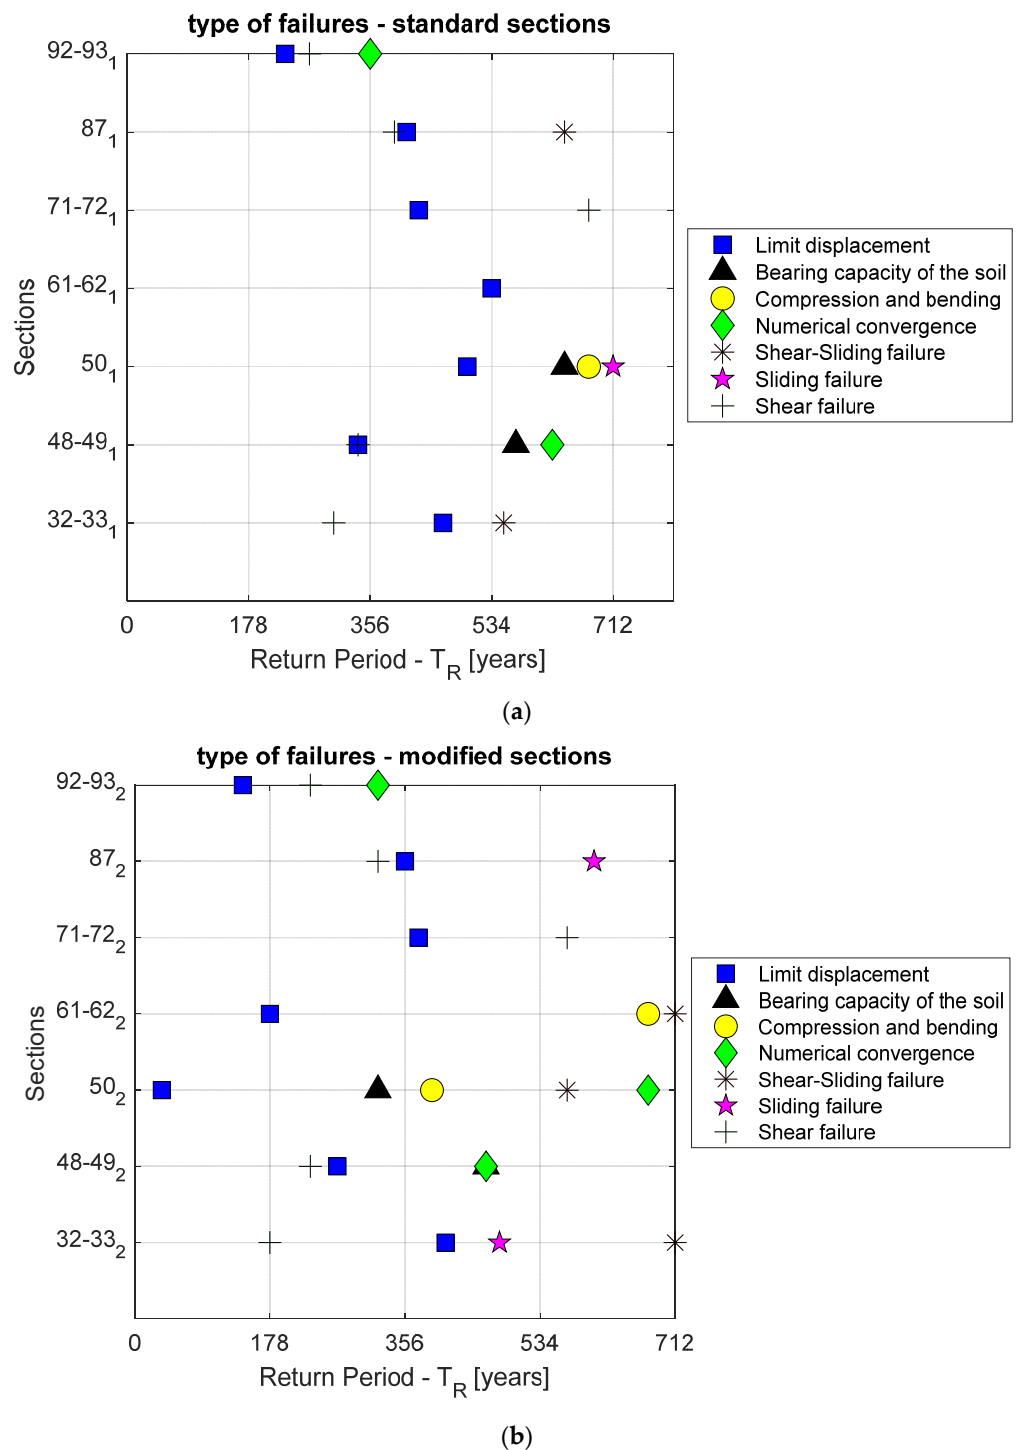 type of failures - standard sections
92-93₁
87₁
71-72₁
61-62₁
50₁
48-49₁
32-33₁
Sections
0 178 356 534 712
Return Period - T_R [years]
Limit displacement
Bearing capacity of the soil
Compression and bending
Numerical convergence
Shear-Sliding failure
Sliding failure
Shear failure
(a)
type of failures - modified sections
92-93₂
87₂
71-72₂
61-62₂
50₂
48-49₂
32-33₂
Sections
0 178 356 534 712
Return Period - T_R [years]
Limit displacement
Bearing capacity of the soil
Compression and bending
Numerical convergence
Shear-Sliding failure
Sliding failure
Shear failure
(b)